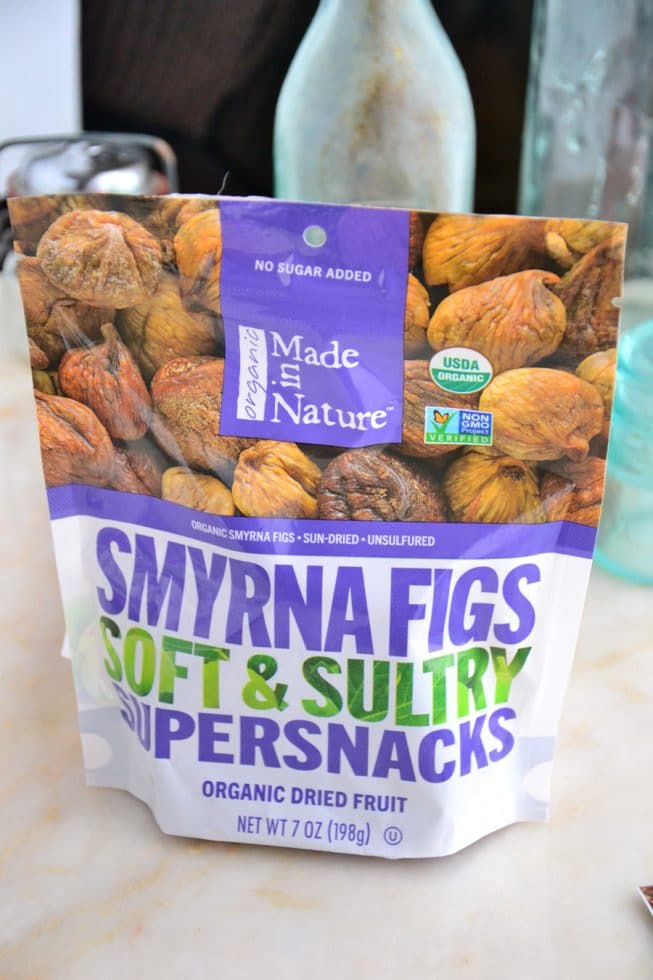 NO SUGAR ADDED
organic
Made
in
Nature™
USDA
ORGANIC
NON
GMO
Project
VERIFIED
ORGANIC SMYRNA FIGS • SUN-DRIED • UNSULFURED
SMYRNA FIGS
SOFT & SULTRY
SUPERSNACKS
ORGANIC DRIED FRUIT
NET WT 7 OZ (198g) U